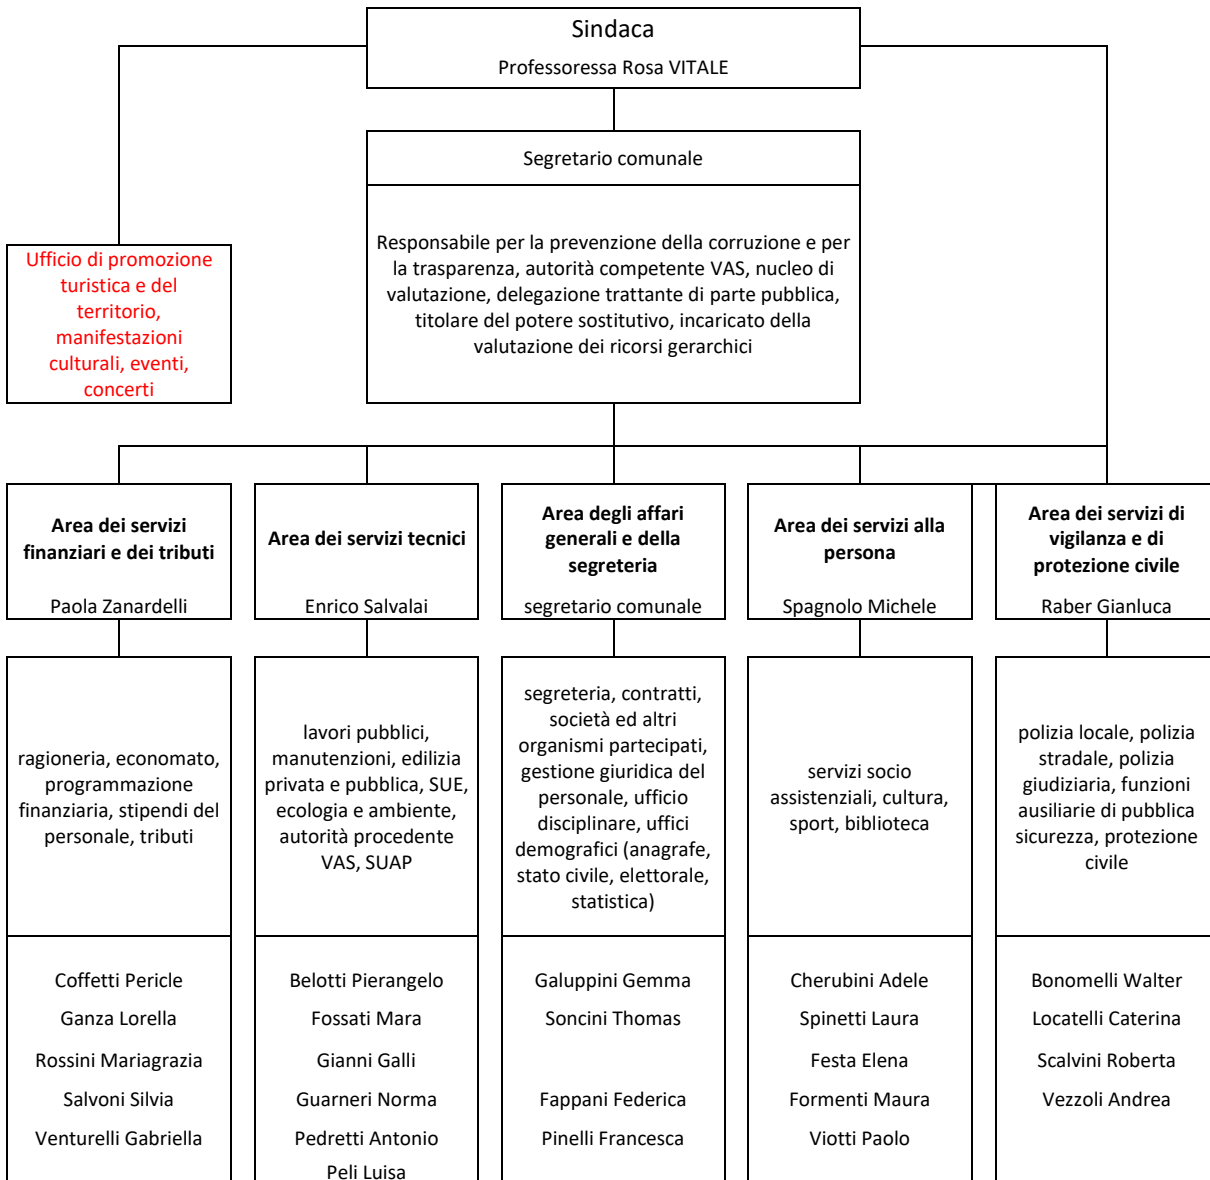 Sindaca
Professoressa Rosa VITALE
Segretario comunale
Responsabile per la prevenzione della corruzione e per
la trasparenza, autorità competente VAS, nucleo di
valutazione, delegazione trattante di parte pubblica,
titolare del potere sostitutivo, incaricato della
valutazione dei ricorsi gerarchici
Ufficio di promozione
turistica e del
territorio,
manifestazioni
culturali, eventi,
concerti
Area dei servizi
finanziari e dei tributi
Paola Zanardelli
Area dei servizi tecnici
Enrico Salvalai
Area degli affari
generali e della
segreteria
segretario comunale
Area dei servizi alla
persona
Spagnolo Michele
Area dei servizi di
vigilanza e di
protezione civile
Raber Gianluca
ragioneria, economato,
programmazione
finanziaria, stipendi del
personale, tributi
lavori pubblici,
manutenzioni, edilizia
privata e pubblica, SUE,
ecologia e ambiente,
autorità procedente
VAS, SUAP
segreteria, contratti,
società ed altri
organismi partecipati,
gestione giuridica del
personale, ufficio
disciplinare, uffici
demografici (anagrafe,
stato civile, elettorale,
statistica)
servizi socio
assistenziali, cultura,
sport, biblioteca
polizia locale, polizia
stradale, polizia
giudiziaria, funzioni
ausiliarie di pubblica
sicurezza, protezione
civile
Coffetti Pericle
Ganza Lorella
Rossini Mariagrazia
Salvoni Silvia
Venturelli Gabriella
Belotti Pierangelo
Fossati Mara
Gianni Galli
Guarneri Norma
Pedretti Antonio
Peli Luisa
Galuppini Gemma
Soncini Thomas
Fappani Federica
Pinelli Francesca
Cherubini Adele
Spinetti Laura
Festa Elena
Formenti Maura
Viotti Paolo
Bonomelli Walter
Locatelli Caterina
Scalvini Roberta
Vezzoli Andrea